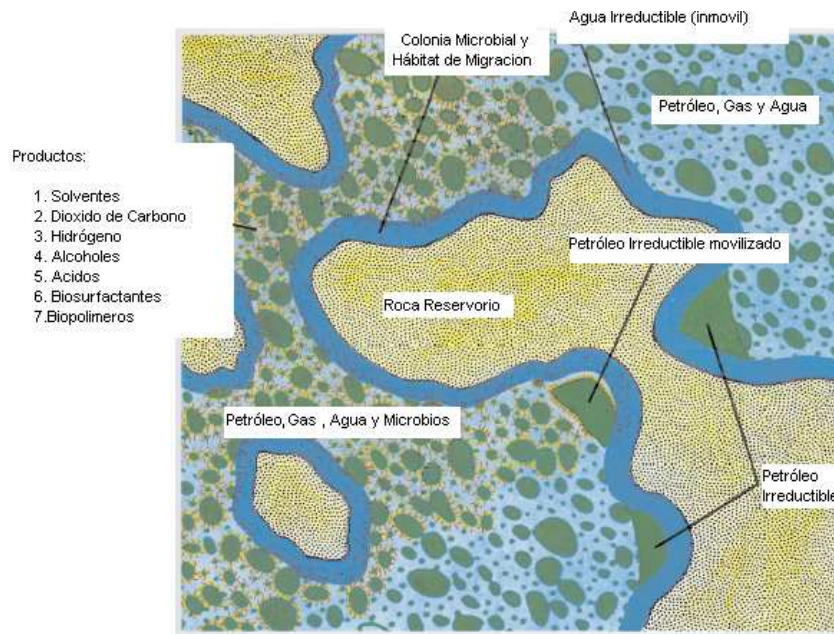 Agua Irreductible (inmovil)
Colonia Microbial y
Hábitat de Migracion
Petróleo, Gas y Agua
Productos:
1. Solventes
2. Dioxido de Carbono
3. Hidrógeno
4. Alcoholes
5. Acidos
6. Biosurfactantes
7.Biopolimeros
Petróleo Irreductible movilizado
Roca Reservorio
Petróleo, Gas , Agua y Microbios
Petróleo
Irreductible